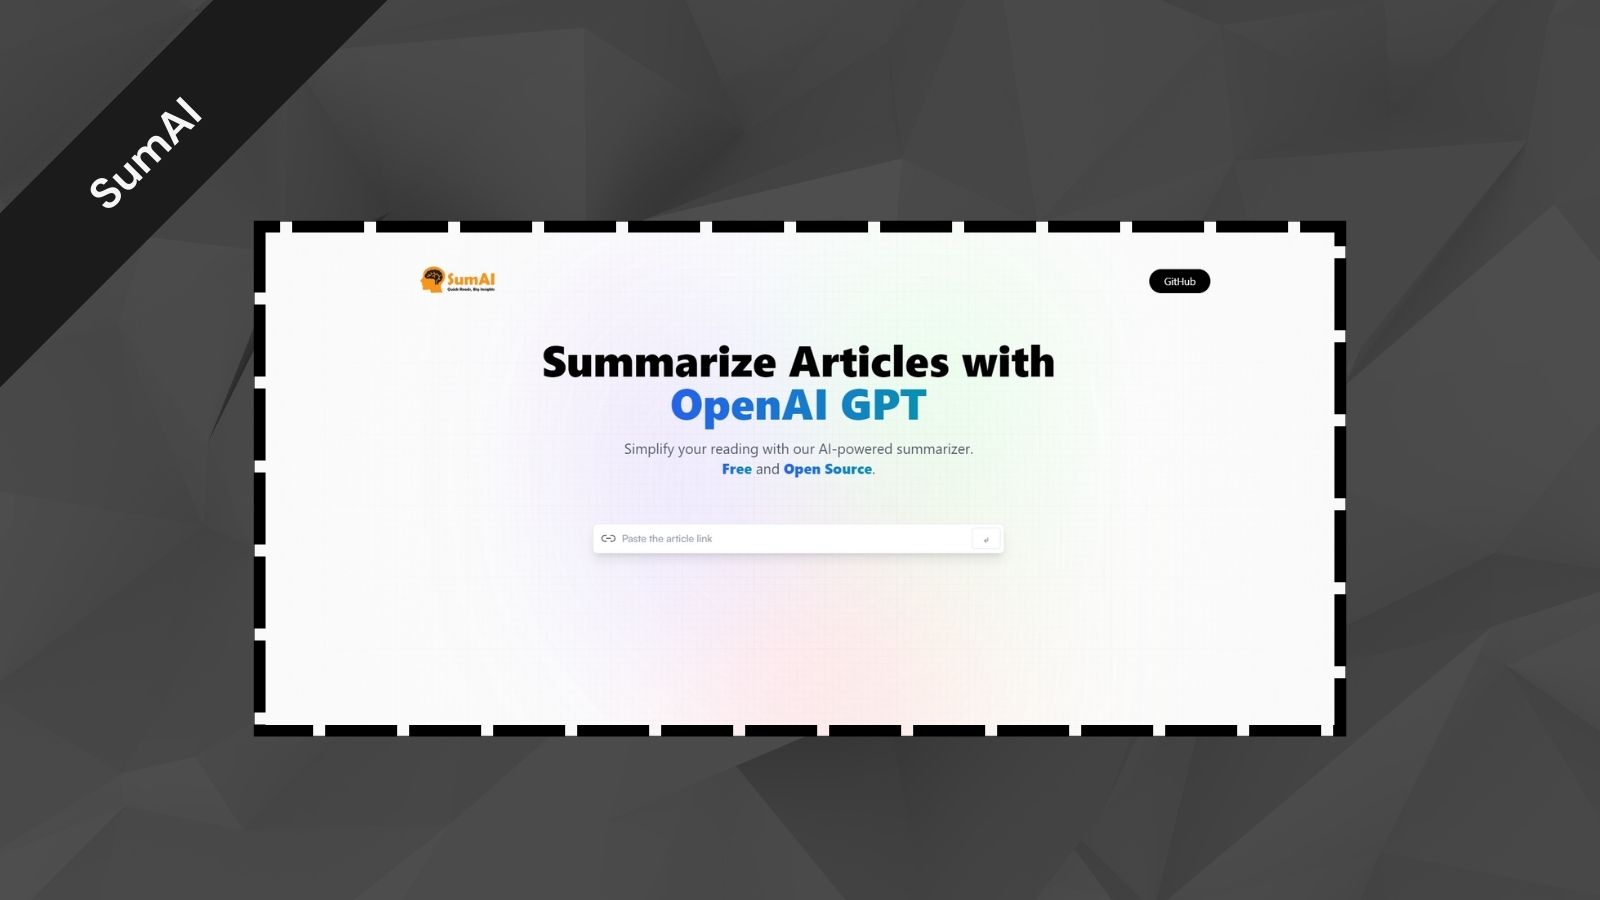 SumAI
SumAI
Quick Reads, Big Insights
GitHub
Summarize Articles with
OpenAI GPT
Simplify your reading with our AI-powered summarizer.
Free and Open Source.
Paste the article link